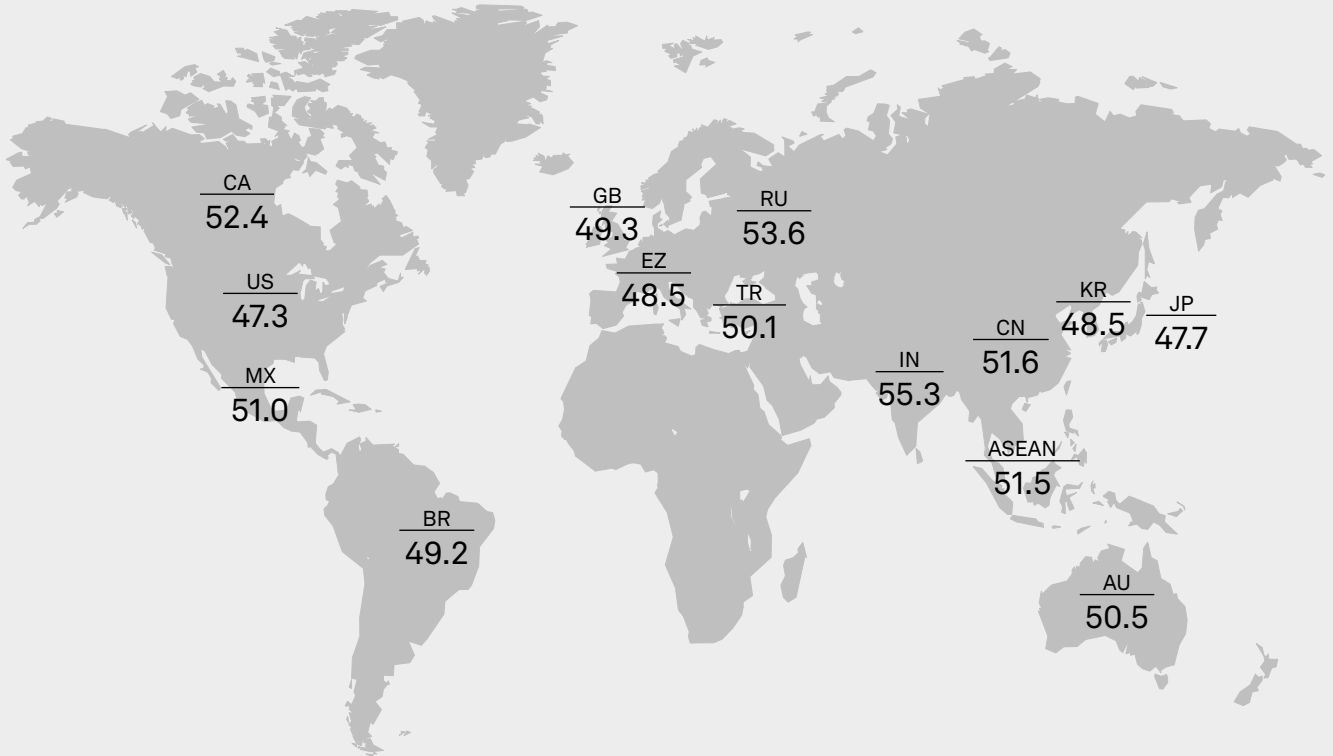 CA
52.4
US
47.3
MX
51.0
BR
49.2
GB
49.3
EZ
48.5
RU
53.6
TR
50.1
IN
55.3
CN
51.6
KR
48.5
JP
47.7
ASEAN
51.5
AU
50.5